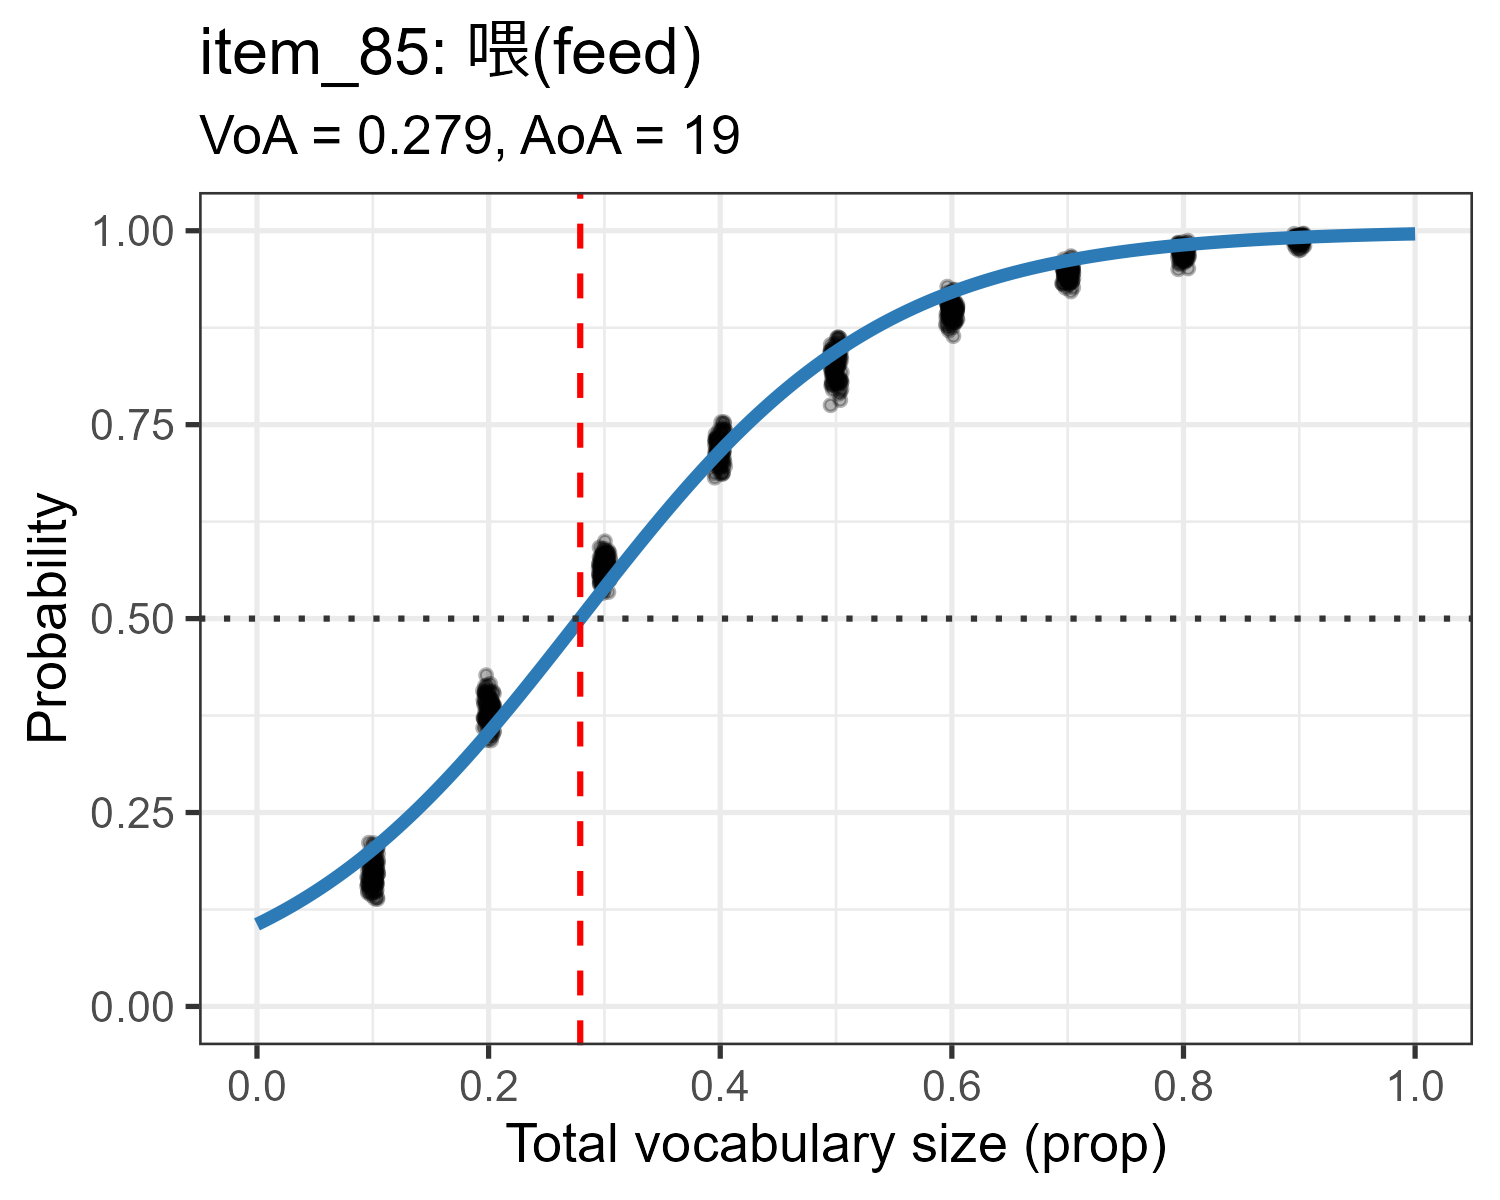 item_85: 喂(feed)
VoA = 0.279, AoA = 19
Probability
1.00
0.75
0.50
0.25
0.00
0.0 0.2 0.4 0.6 0.8 1.0
Total vocabulary size (prop)